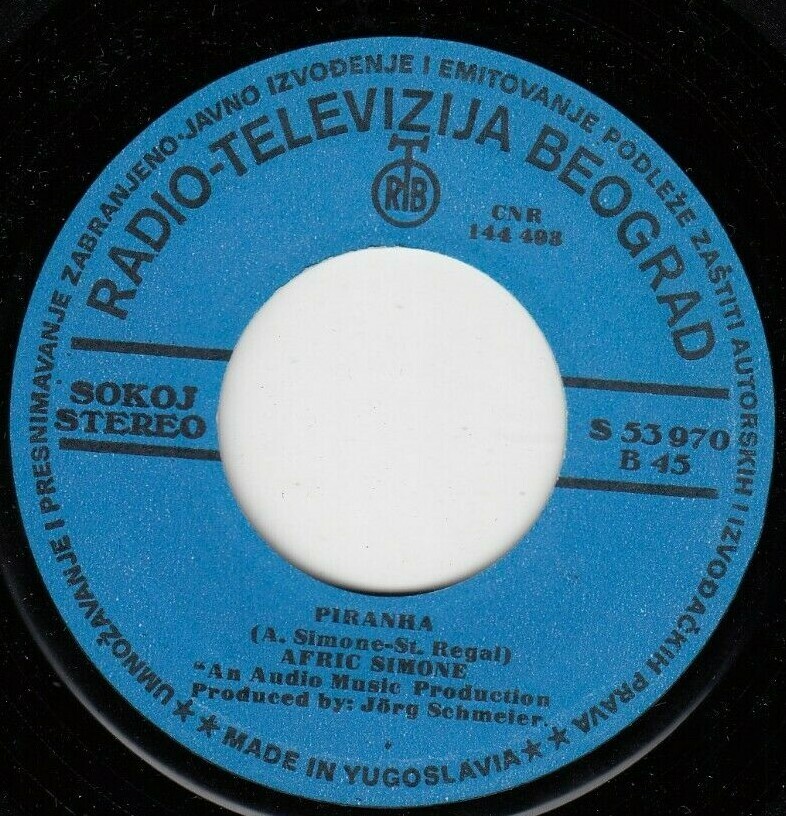 UMNOŽAVANJE I PRESNIMAVANJE ZABRANJENO·JAVNO IZVOĐENJE I EMITOVANJE PODLEŽE ZAŠTITI AUTORSKIH I IZVOĐAČKIH PRAVA
RADIO-TELEVIZIJA BEOGRAD
RTB
CNR
144 498
SOKOJ
STEREO
S 53 970
B 45
PIRANHA
(A. Simone-St. Regal)
AFRIC SIMONE
"An Audio Music Production
Produced by: Jörg Schmeier.
★ ★ MADE IN YUGOSLAVIA ★ ★